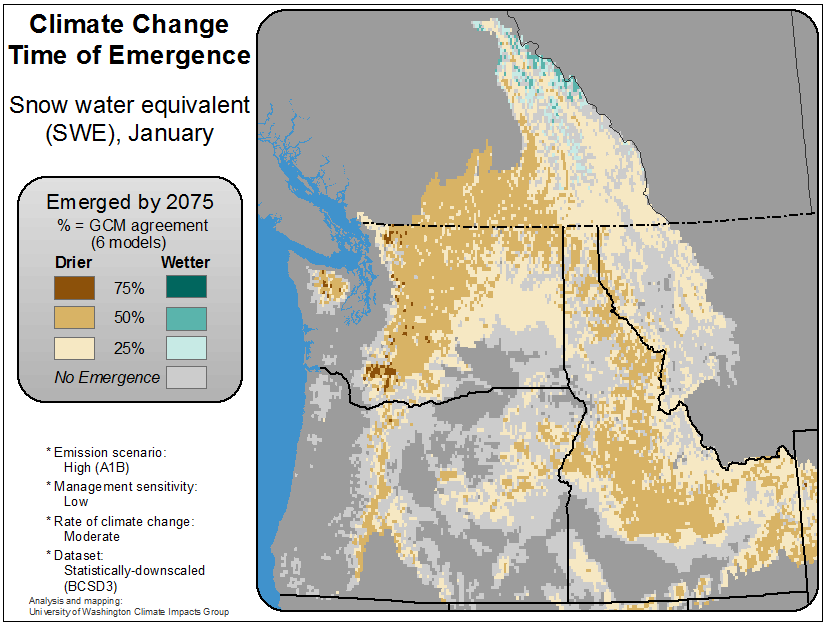 Climate Change
Time of Emergence
Snow water equivalent
(SWE), January
Emerged by 2075
% = GCM agreement
(6 models)
Drier Wetter
75%
50%
25%
No Emergence
* Emission scenario:
High (A1B)
* Management sensitivity:
Low
* Rate of climate change:
Moderate
* Dataset:
Statistically-downscaled
(BCSD3)
Analysis and mapping:
University of Washington Climate Impacts Group